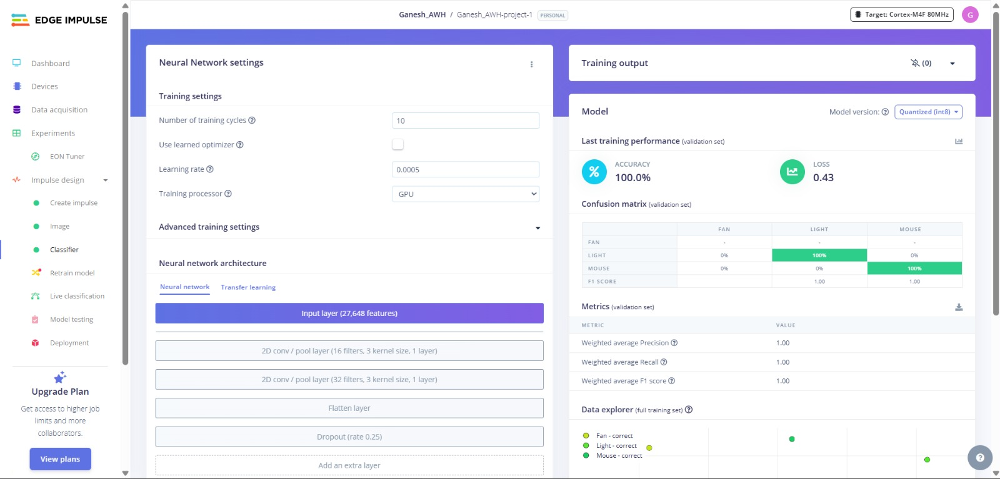 EDGE IMPULSE
Dashboard
Devices
Data acquisition
Experiments
EON Tuner
Impulse design
Create impulse
Image
Classifier
Retrain model
Live classification
Model testing
Deployment
Upgrade Plan
Get access to higher job
limits and more
collaborators.
View plans
Ganesh_AWH / Ganesh_AWH-project-1 PERSONAL
Target: Cortex-M4F 80MHz
G
Neural Network settings
Training settings
Number of training cycles ? 10
Use learned optimizer ?
Learning rate ? 0.0005
Training processor ? GPU
Advanced training settings
Neural network architecture
Neural network Transfer learning
Input layer (27,648 features)
2D conv / pool layer (16 filters, 3 kernel size, 1 layer)
2D conv / pool layer (32 filters, 3 kernel size, 1 layer)
Flatten layer
Dropout (rate 0.25)
Add an extra layer
Training output
(0)
Model
Model version: ? Quantized (int8)
Last training performance (validation set)
% ACCURACY
100.0%
LOSS
0.43
Confusion matrix (validation set)
FAN LIGHT MOUSE
FAN - - -
LIGHT 0% 100% 0%
MOUSE 0% 0% 100%
F1 SCORE 1.00 1.00
Metrics (validation set)
METRIC VALUE
Weighted average Precision ? 1.00
Weighted average Recall ? 1.00
Weighted average F1 score ? 1.00
Data explorer (full training set) ?
Fan - correct
Light - correct
Mouse - correct
?